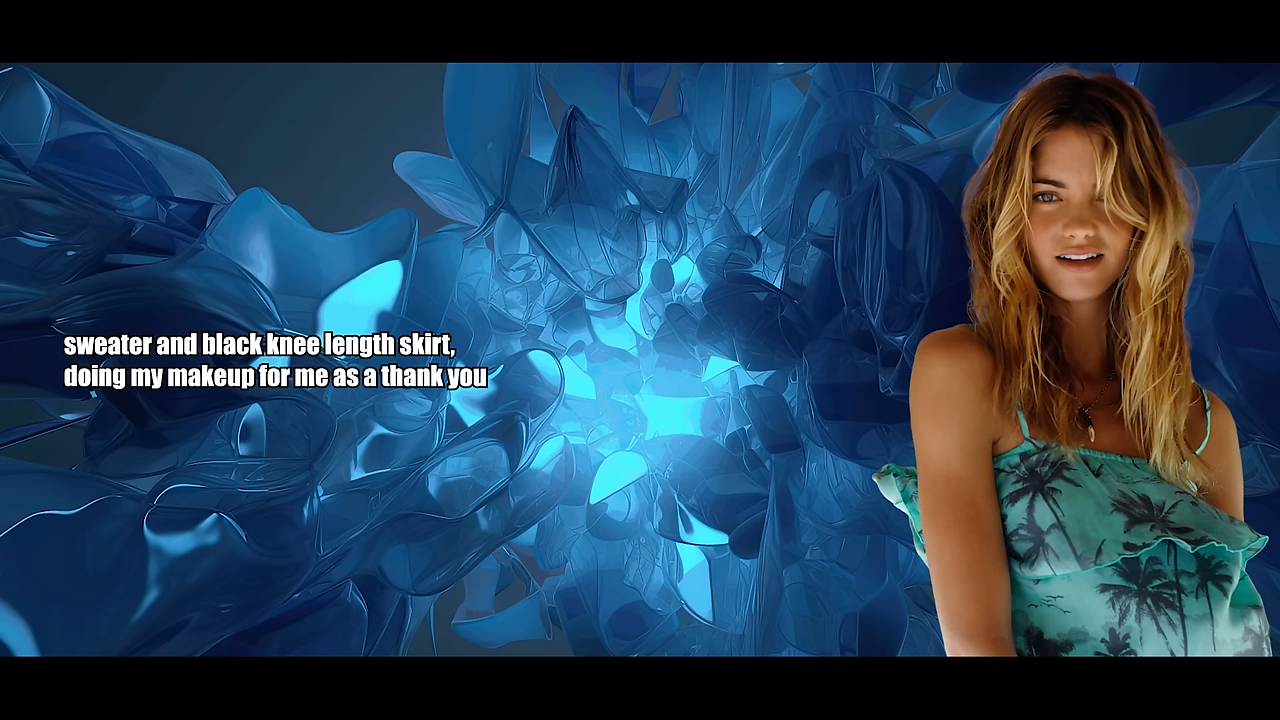 sweater and black knee length skirt,
doing my makeup for me as a thank you